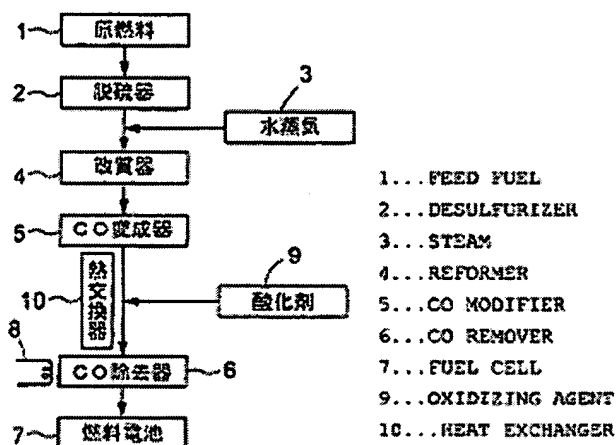 1 原燃料
2 脱硫器
3
水蒸気
4 改質器
5 CO変成器
熱交換器
10
9
酸化剤
8
CO除去器 6
7 燃料電池
1...FEED FUEL
2...DESULFURIZER
3...STEAM
4...REFORMER
5...CO MODIFIER
6...CO REMOVER
7...FUEL CELL
9...OXIDIZING AGENT
10...HEAT EXCHANGER